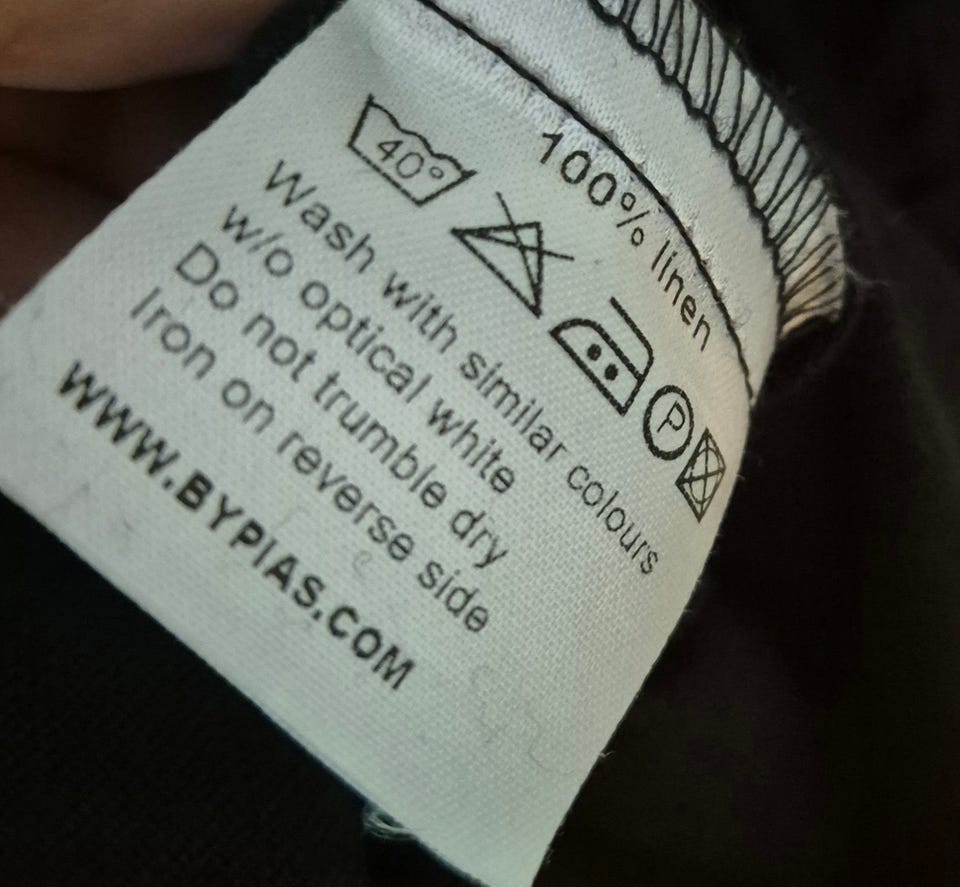 100% linen
40°
P
Wash with similar colours
w/o optical white
Do not trumble dry
Iron on reverse side
WWW.BYPIAS.COM